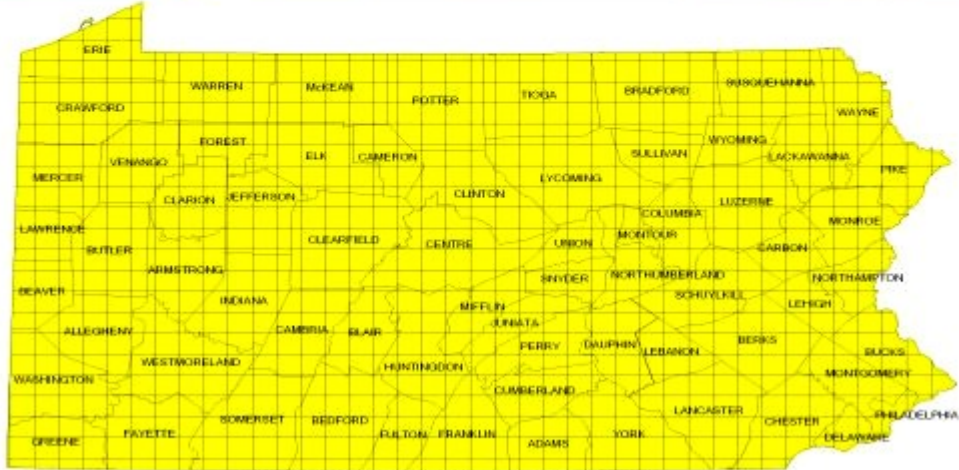 ERIE
WARREN
McKEAN
POTTER
TIOGA
BRADFORD
SUSQUEHANNA
CRAWFORD
WAYNE
FOREST
WYOMING
VENANGO
ELK
CAMERON
SULLIVAN
LACKAWANNA
MERCER
PIKE
CLARION
JEFFERSON
CLINTON
LYCOMING
LUZERNE
COLUMBIA
LAWRENCE
MONROE
BUTLER
CLEARFIELD
CENTRE
UNION
MONTOUR
CARBON
ARMSTRONG
SNYDER
NORTHUMBERLAND
NORTHAMPTON
BEAVER
INDIANA
MIFFLIN
SCHUYLKILL
LEHIGH
ALLEGHENY
CAMBRIA
BLAIR
JUNIATA
PERRY
DAUPHIN
LEBANON
BERKS
BUCKS
WESTMORELAND
HUNTINGDON
MONTGOMERY
WASHINGTON
CUMBERLAND
SOMERSET
BEDFORD
LANCASTER
CHESTER
PHILADELPHIA
GREENE
FAYETTE
FULTON
FRANKLIN
ADAMS
YORK
DELAWARE